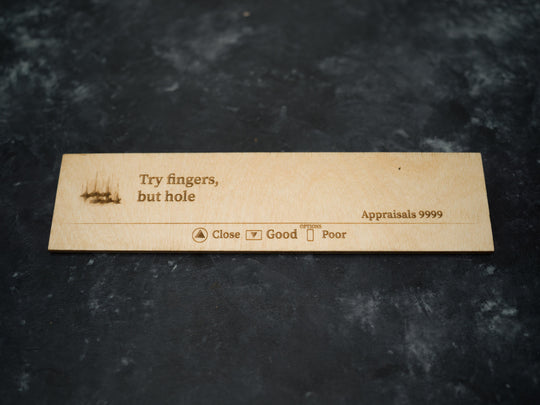 Try fingers,
but hole
Appraisals 9999
Close Good OPTIONS Poor